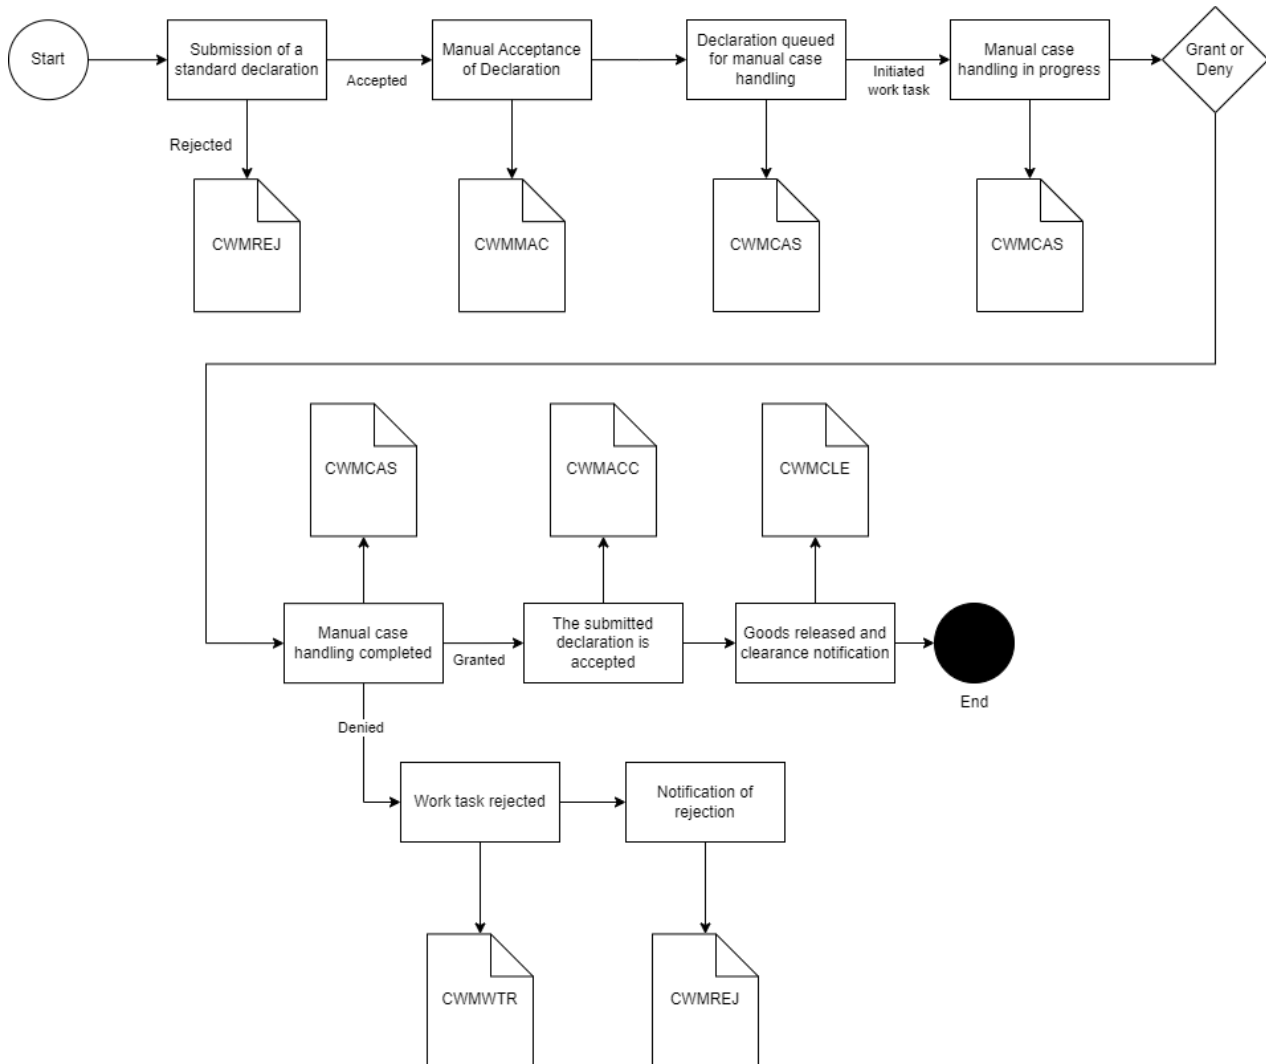 Start
Submission of a
standard declaration
Accepted
Manual Acceptance
of Declaration
Declaration queued
for manual case
handling
Initiated
work task
Manual case
handling in progress
Grant or
Deny
Rejected
CWMREJ
CWMMAC
CWMCAS
CWMCAS
CWMCAS
CWMACC
CWMCLE
Manual case
handling completed
Granted
The submitted
declaration is
accepted
Goods released and
clearance notification
End
Denied
Work task rejected
Notification of
rejection
CWMWTR
CWMREJ